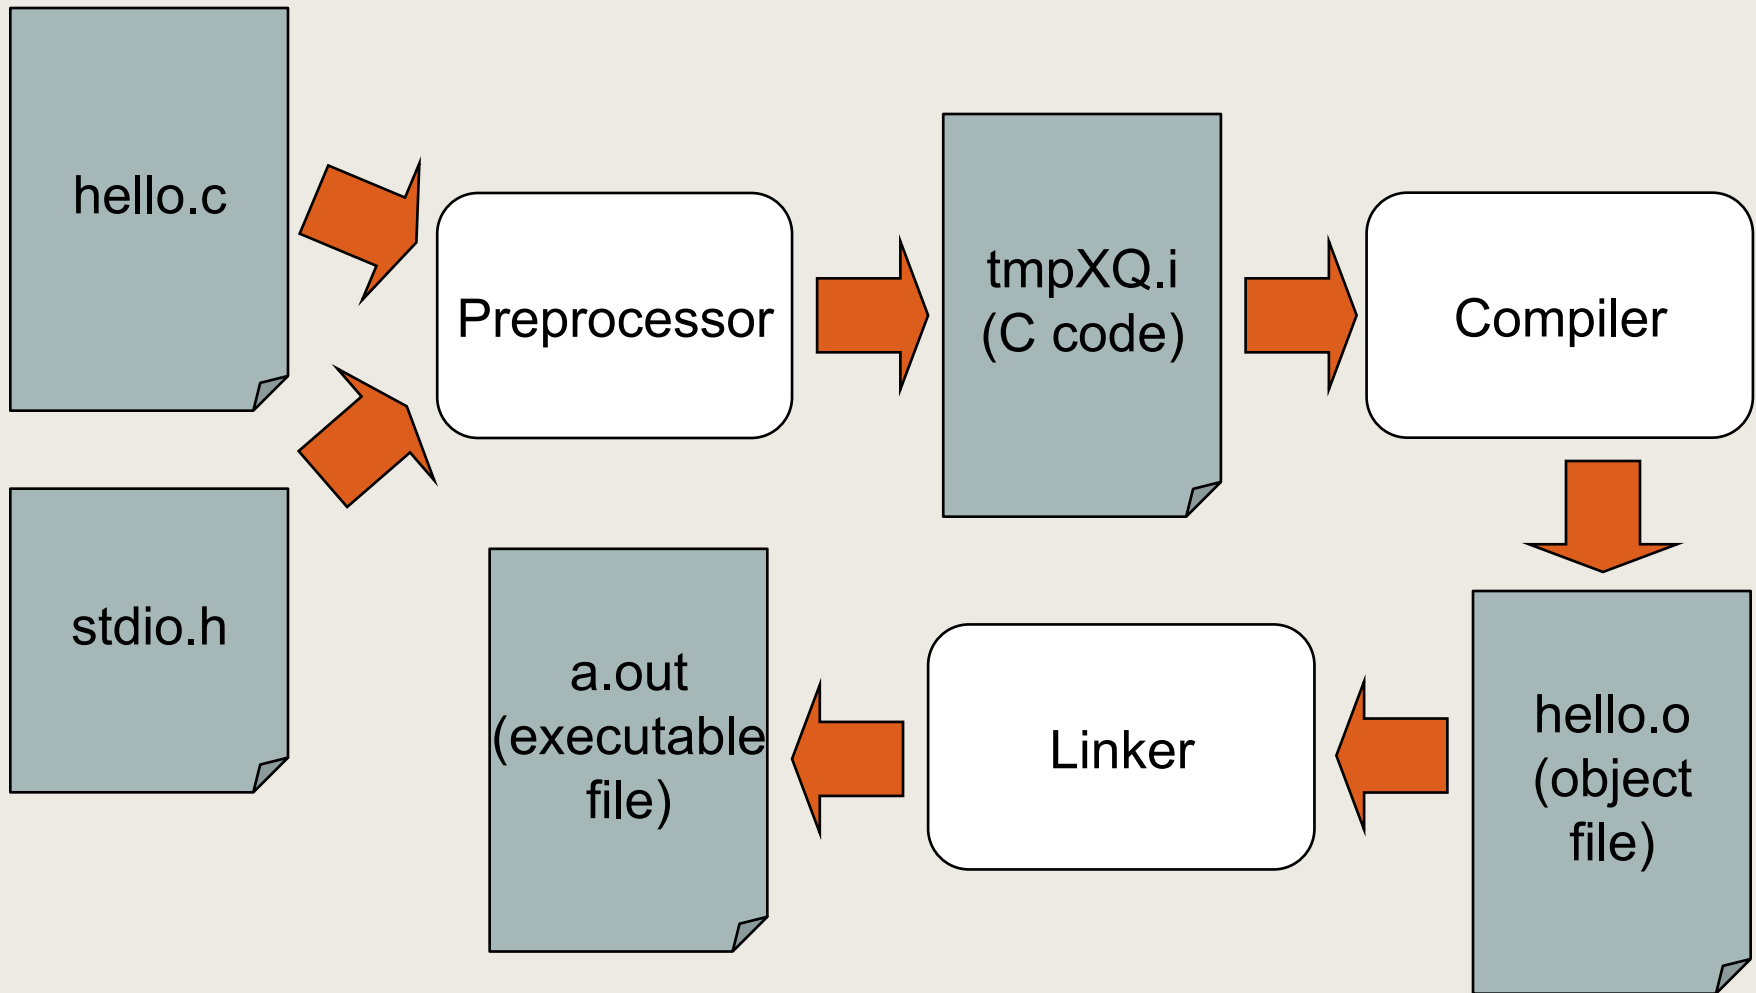 hello.c
stdio.h
Preprocessor
tmpXQ.i
(C code)
Compiler
hello.o
(object
file)
Linker
a.out
(executable
file)